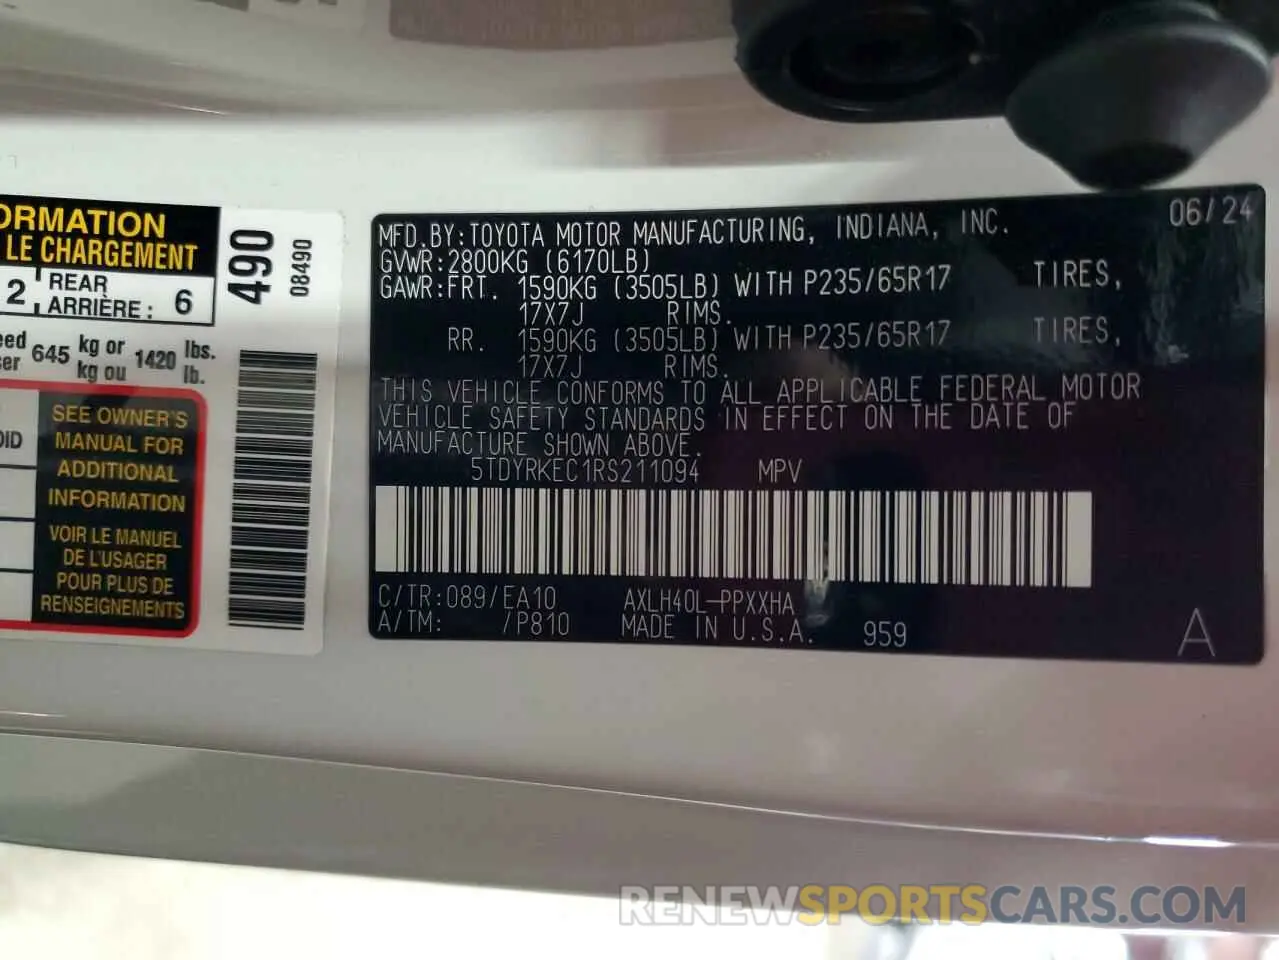 ORMATION
LE CHARGEMENT
2, REAR
ARRIÈRE : 6
eed
ser 645 kg or
kg ou 1420 lbs.
lb.
OID
SEE OWNER'S
MANUAL FOR
ADDITIONAL
INFORMATION
VOIR LE MANUEL
DE L'USAGER
POUR PLUS DE
RENSEIGNEMENTS
490
08490
06/24
MFD.BY:TOYOTA MOTOR MANUFACTURING, INDIANA, INC.
GVWR:2800KG (6170LB)
GAWR:FRT. 1590KG (3505LB) WITH P235/65R17 TIRES,
17X7J RIMS.
RR. 1590KG (3505LB) WITH P235/65R17 TIRES,
17X7J RIMS.
THIS VEHICLE CONFORMS TO ALL APPLICABLE FEDERAL MOTOR
VEHICLE SAFETY STANDARDS IN EFFECT ON THE DATE OF
MANUFACTURE SHOWN ABOVE.
5TDYRKEC1RS211094 MPV
C/TR:089/EA10 AXLH40L-PPXXHA
A/TM: /P810 MADE IN U.S.A. 959
A
RENEWSPORTSCARS.COM